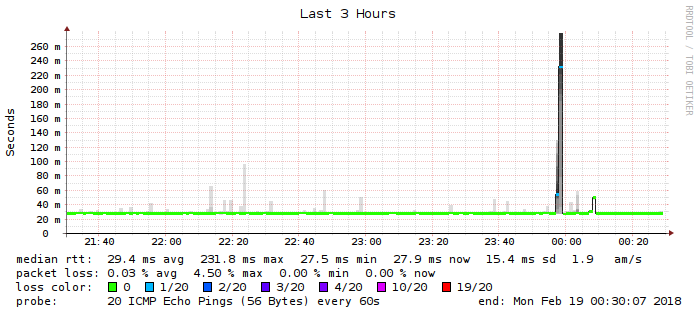 Last 3 Hours
RRDTOOL / TOBI OETIKER
Seconds
260 m
240 m
220 m
200 m
180 m
160 m
140 m
120 m
100 m
80 m
60 m
40 m
20 m
0
21:40 22:00 22:20 22:40 23:00 23:20 23:40 00:00 00:20
median rtt: 29.4 ms avg 231.8 ms max 27.5 ms min 27.9 ms now 15.4 ms sd 1.9 am/s
packet loss: 0.03 % avg 4.50 % max 0.00 % min 0.00 % now
loss color: 0 1/20 2/20 3/20 4/20 10/20 19/20
probe: 20 ICMP Echo Pings (56 Bytes) every 60s end: Mon Feb 19 00:30:07 2018